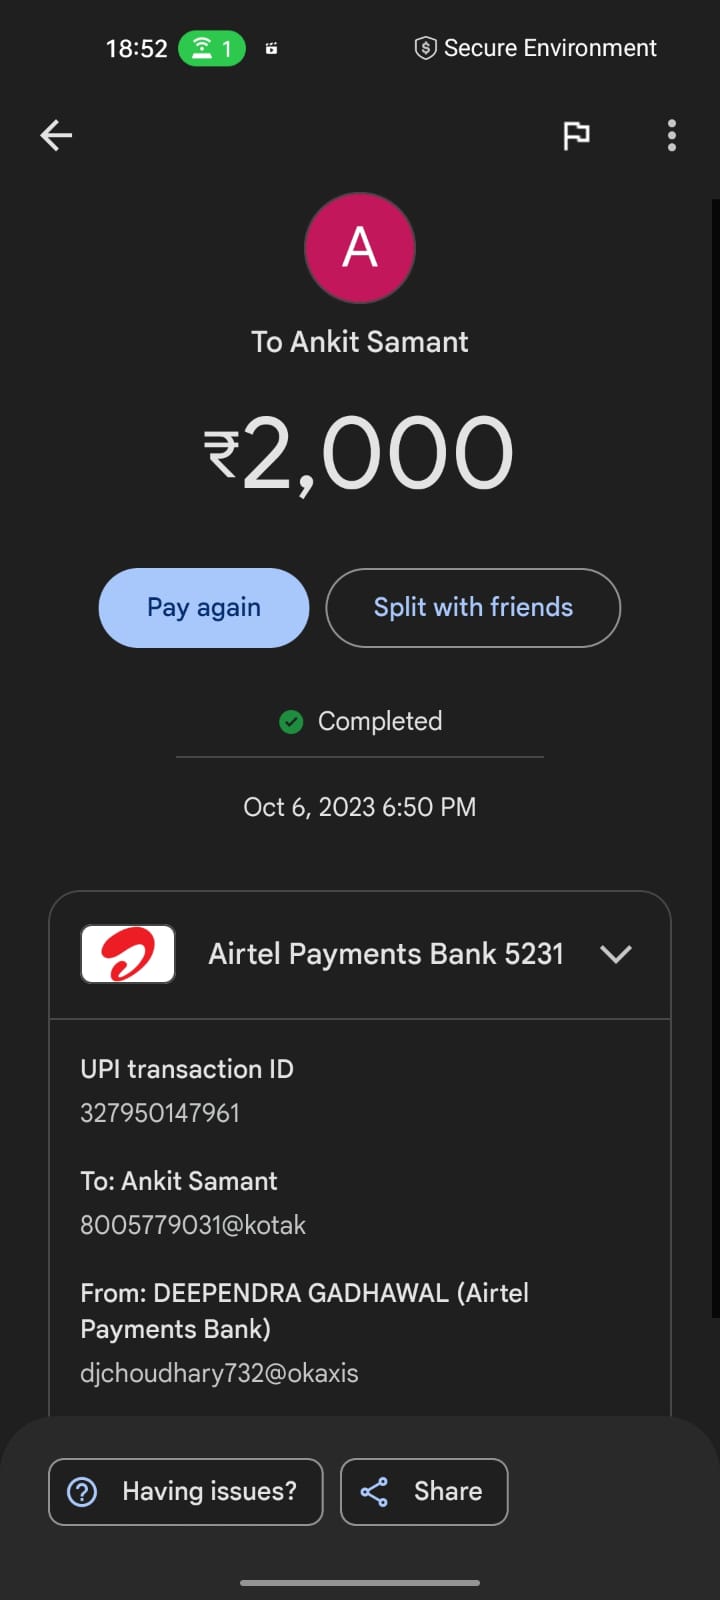 18:52 1 Secure Environment
A
To Ankit Samant
₹2,000
Pay again Split with friends
Completed
Oct 6, 2023 6:50 PM
Airtel Payments Bank 5231
UPI transaction ID
327950147961
To: Ankit Samant
8005779031@kotak
From: DEEPENDRA GADHAWAL (Airtel
Payments Bank)
djchoudhary732@okaxis
Having issues? Share